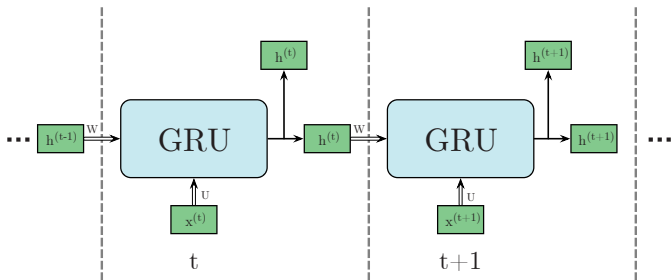 h^(t) h^(t+1)
... h^(t-1) W GRU h^(t) W GRU h^(t+1) ...
U U
x^(t) x^(t+1)
t t+1